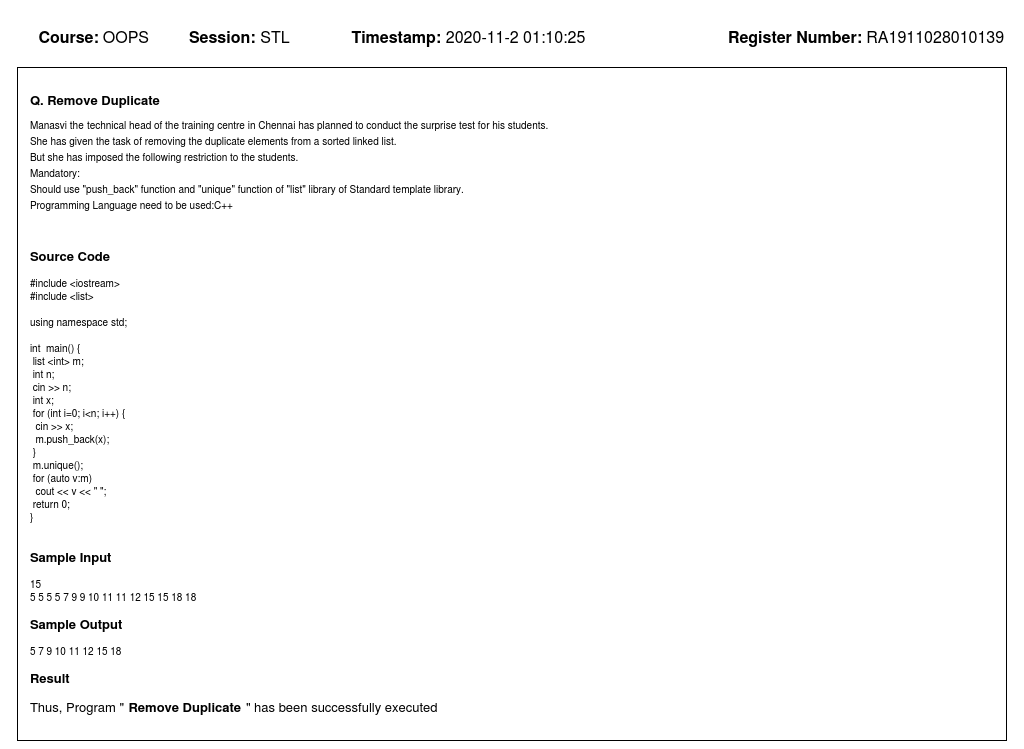 Course: OOPS Session: STL Timestamp: 2020-11-2 01:10:25 Register Number: RA1911028010139
Q. Remove Duplicate
Manasvi the technical head of the training centre in Chennai has planned to conduct the surprise test for his students.
She has given the task of removing the duplicate elements from a sorted linked list.
But she has imposed the following restriction to the students.
Mandatory:
Should use "push_back" function and "unique" function of "list" library of Standard template library.
Programming Language need to be used:C++
Source Code
#include <iostream>
#include <list>
using namespace std;
int  main() {
 list <int> m;
 int n;
 cin >> n;
 int x;
 for (int i=0; i<n; i++) {
  cin >> x;
  m.push_back(x);
 }
 m.unique();
 for (auto v:m)
  cout << v << " ";
 return 0;
}
Sample Input
15
5 5 5 5 7 9 9 10 11 11 12 15 15 18 18
Sample Output
5 7 9 10 11 12 15 18
Result
Thus, Program " Remove Duplicate " has been successfully executed